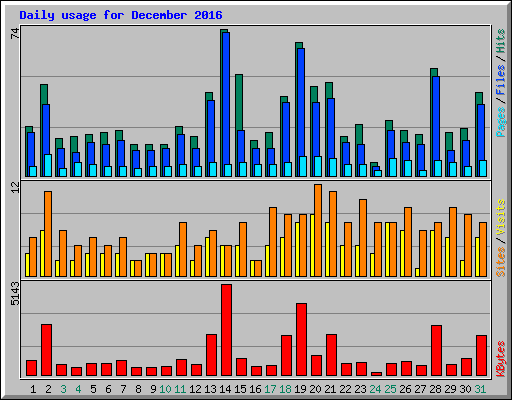 Daily usage for December 2016
74
Pages / Files / Hits
12
Sites / Visits
5143
KBytes
1 2 3 4 5 6 7 8 9 10 11 12 13 14 15 16 17 18 19 20 21 22 23 24 25 26 27 28 29 30 31